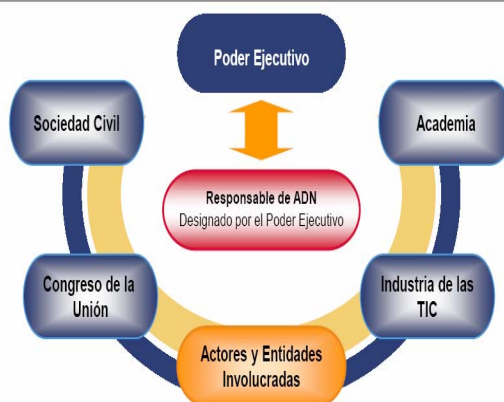 Poder Ejecutivo
Sociedad Civil
Academia
Responsable de ADN
Designado por el Poder Ejecutivo
Congreso de la
Unión
Industria de las
TIC
Actores y Entidades
Involucradas